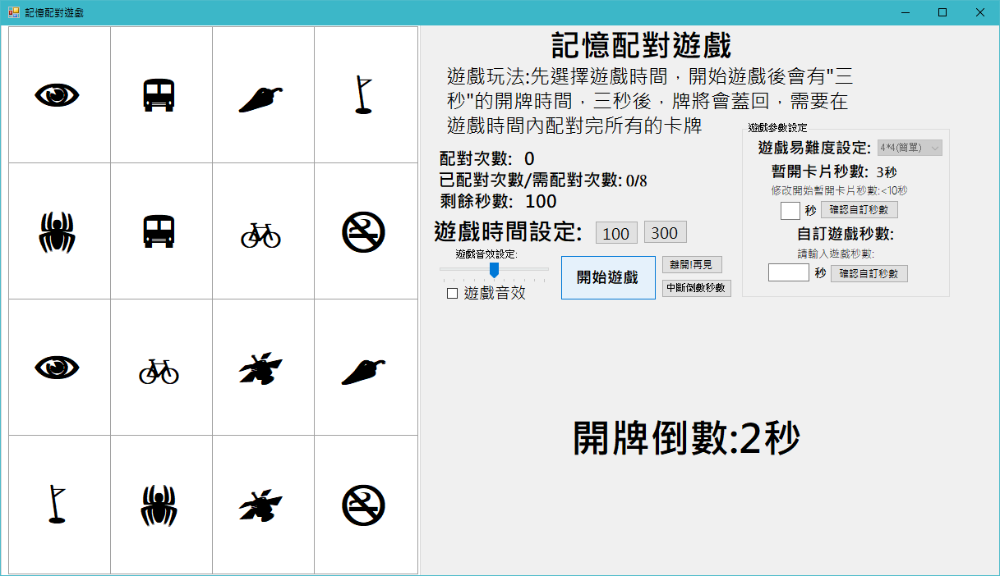 記憶配對遊戲
記憶配對遊戲
遊戲玩法:先選擇遊戲時間，開始遊戲後會有"三
秒"的開牌時間，三秒後，牌將會蓋回，需要在
遊戲時間內配對完所有的卡牌
配對次數: 0
已配對次數/需配對次數: 0/8
剩餘秒數: 100
遊戲時間設定: 100 300
遊戲音效設定:
遊戲音效
開始遊戲
離開!再見
中斷倒數秒數
遊戲參數設定
遊戲易難度設定: 4*4(簡單)
暫開卡片秒數: 3秒
修改開始暫開卡片秒數:<10秒
秒 確認自訂秒數
自訂遊戲秒數:
請輸入遊戲秒數:
秒 確認自訂秒數
開牌倒數:2秒